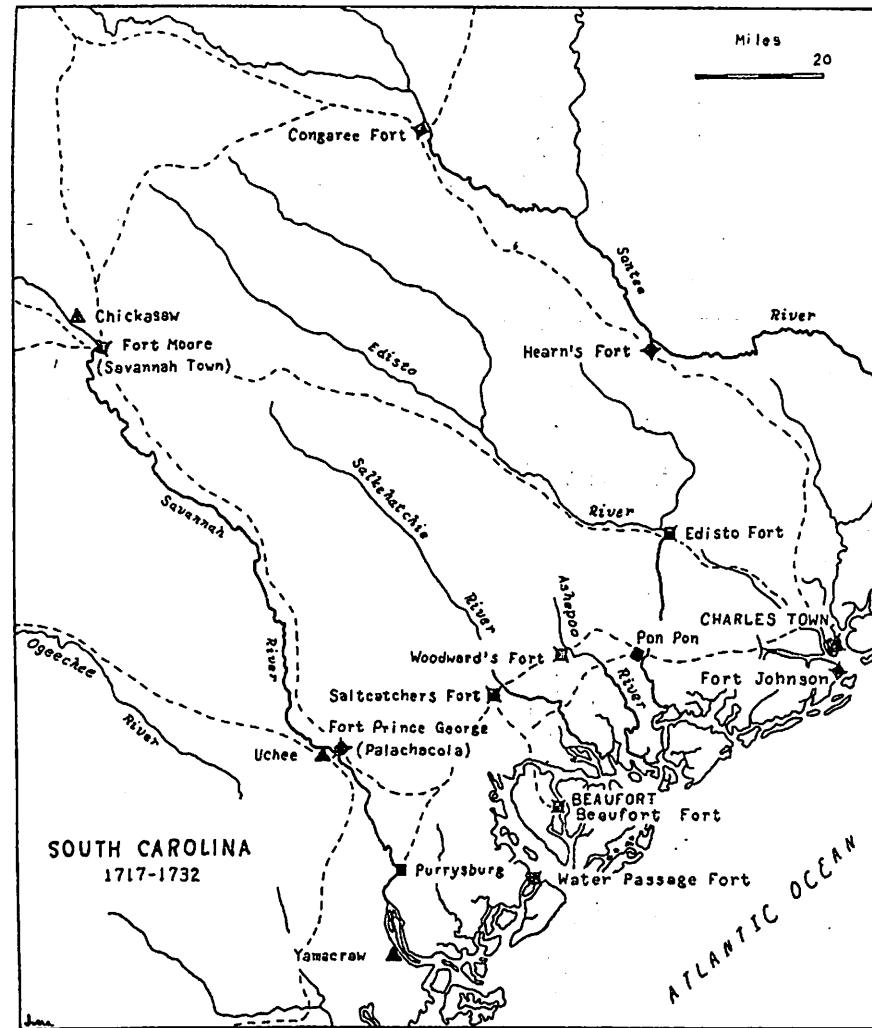 Miles
20
Congaree Fort
Santee
River
Chickasaw
Fort Moore
(Savannah Town)
Hearn's Fort
Edisto
River
Salkehatchie
River
Savannah
River
Edisto Fort
Ashepoo
River
CHARLES TOWN
Pon Pon
Woodward's Fort
Fort Johnson
Saltcatchers Fort
Ogeechee
River
Fort Prince George
(Palachacola)
Uchee
BEAUFORT
Beaufort Fort
SOUTH CAROLINA
1717-1732
Purrysburg
Water Passage Fort
ATLANTIC OCEAN
Yamacraw